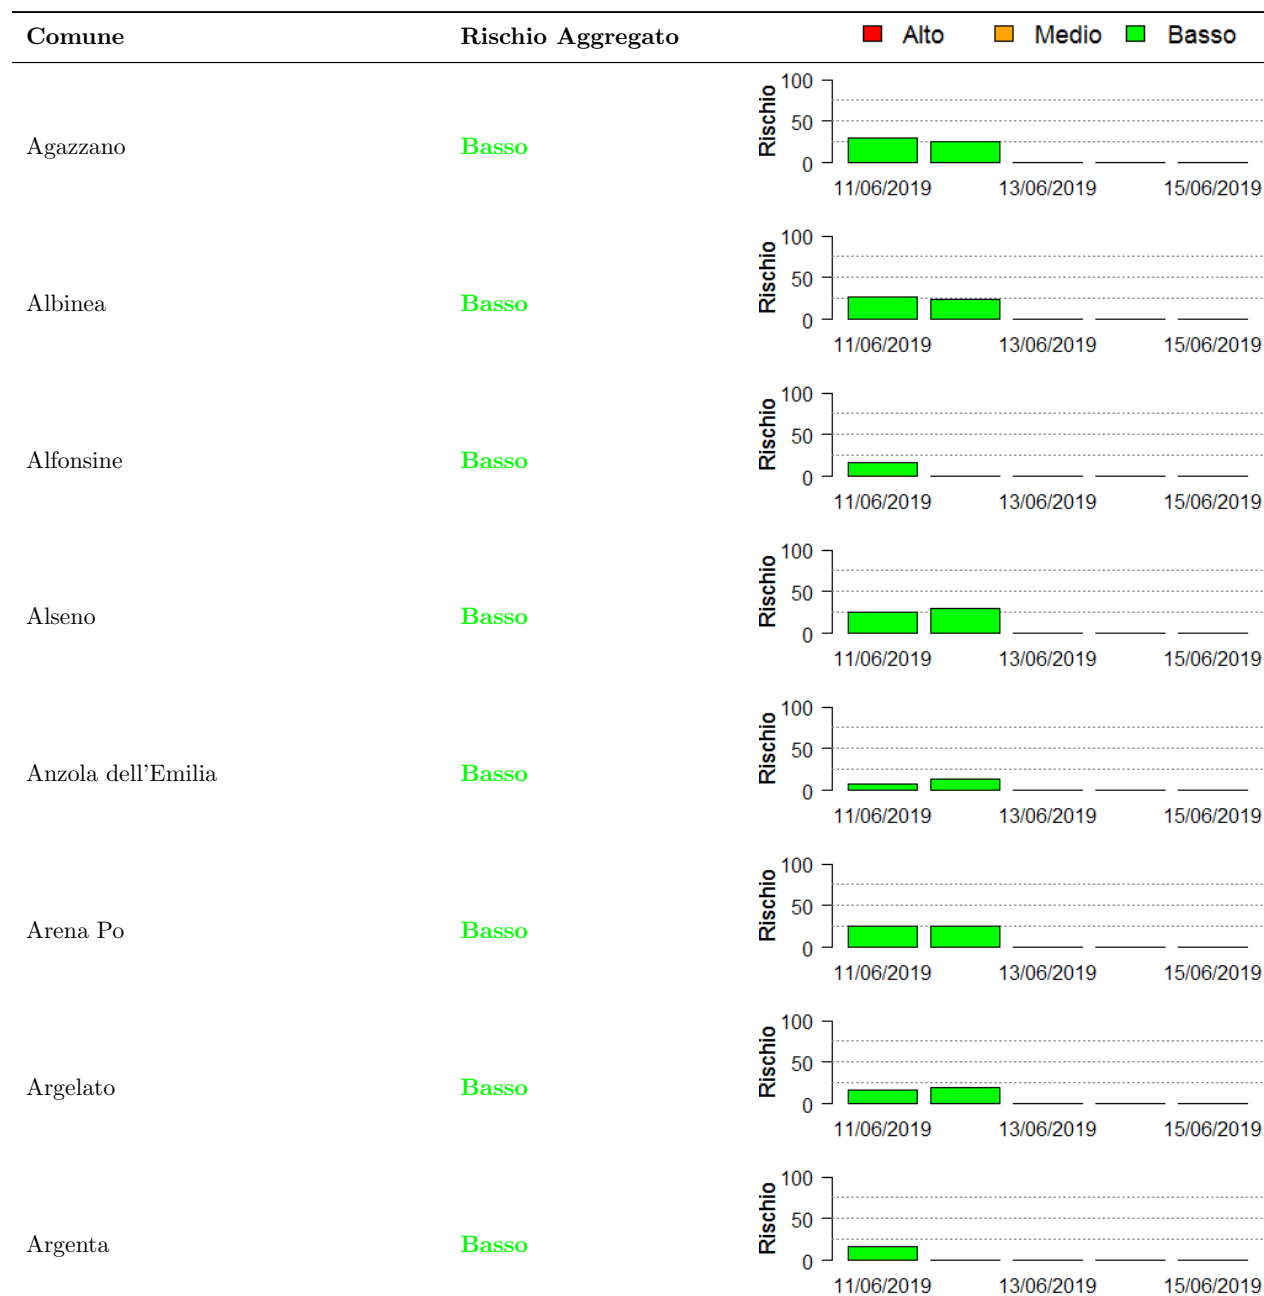 Comune Rischio Aggregato Alto Medio Basso
100
50
0
Rischio
Agazzano Basso
11/06/2019 13/06/2019 15/06/2019
100
50
0
Rischio
Albinea Basso
11/06/2019 13/06/2019 15/06/2019
100
50
0
Rischio
Alfonsine Basso
11/06/2019 13/06/2019 15/06/2019
100
50
0
Rischio
Alseno Basso
11/06/2019 13/06/2019 15/06/2019
100
50
0
Rischio
Anzola dell'Emilia Basso
11/06/2019 13/06/2019 15/06/2019
100
50
0
Rischio
Arena Po Basso
11/06/2019 13/06/2019 15/06/2019
100
50
0
Rischio
Argelato Basso
11/06/2019 13/06/2019 15/06/2019
100
50
0
Rischio
Argenta Basso
11/06/2019 13/06/2019 15/06/2019